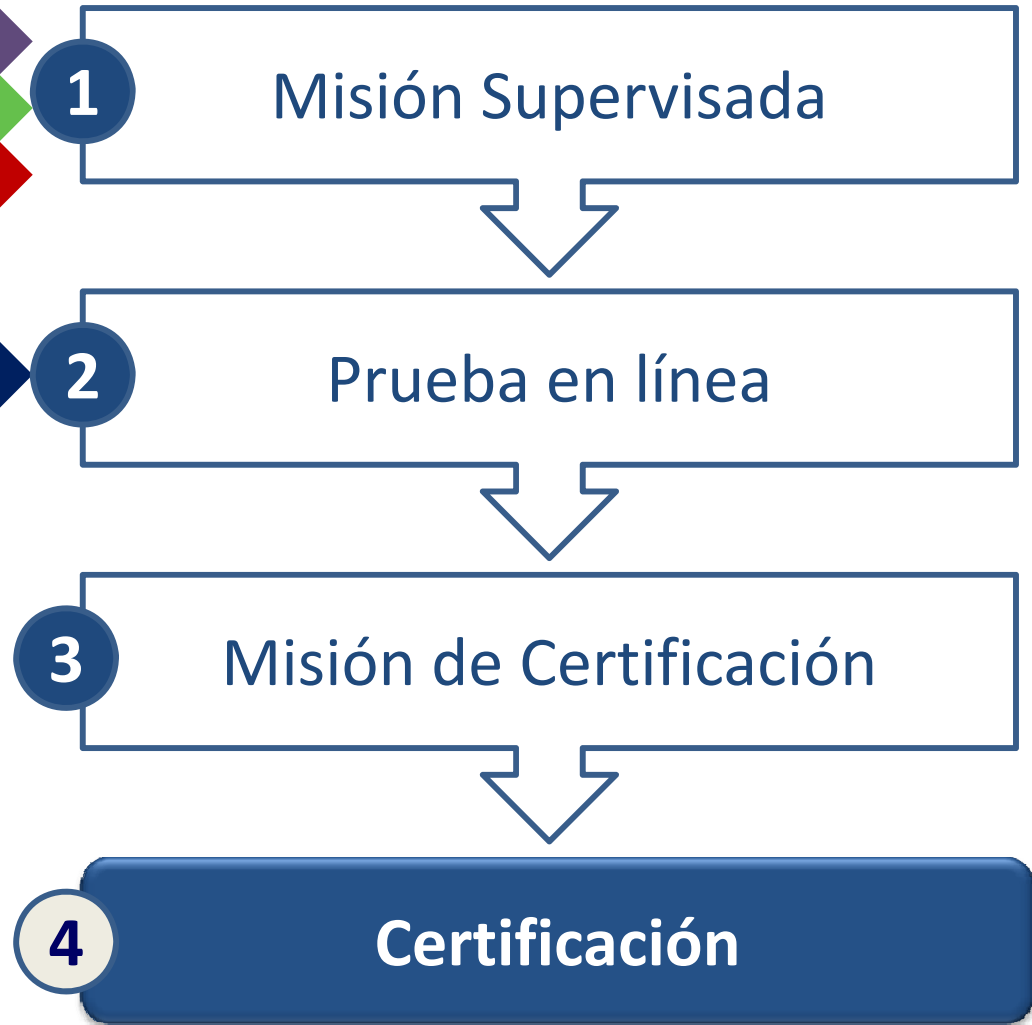 1
Misión Supervisada
2
Prueba en línea
3
Misión de Certificación
4
Certificación